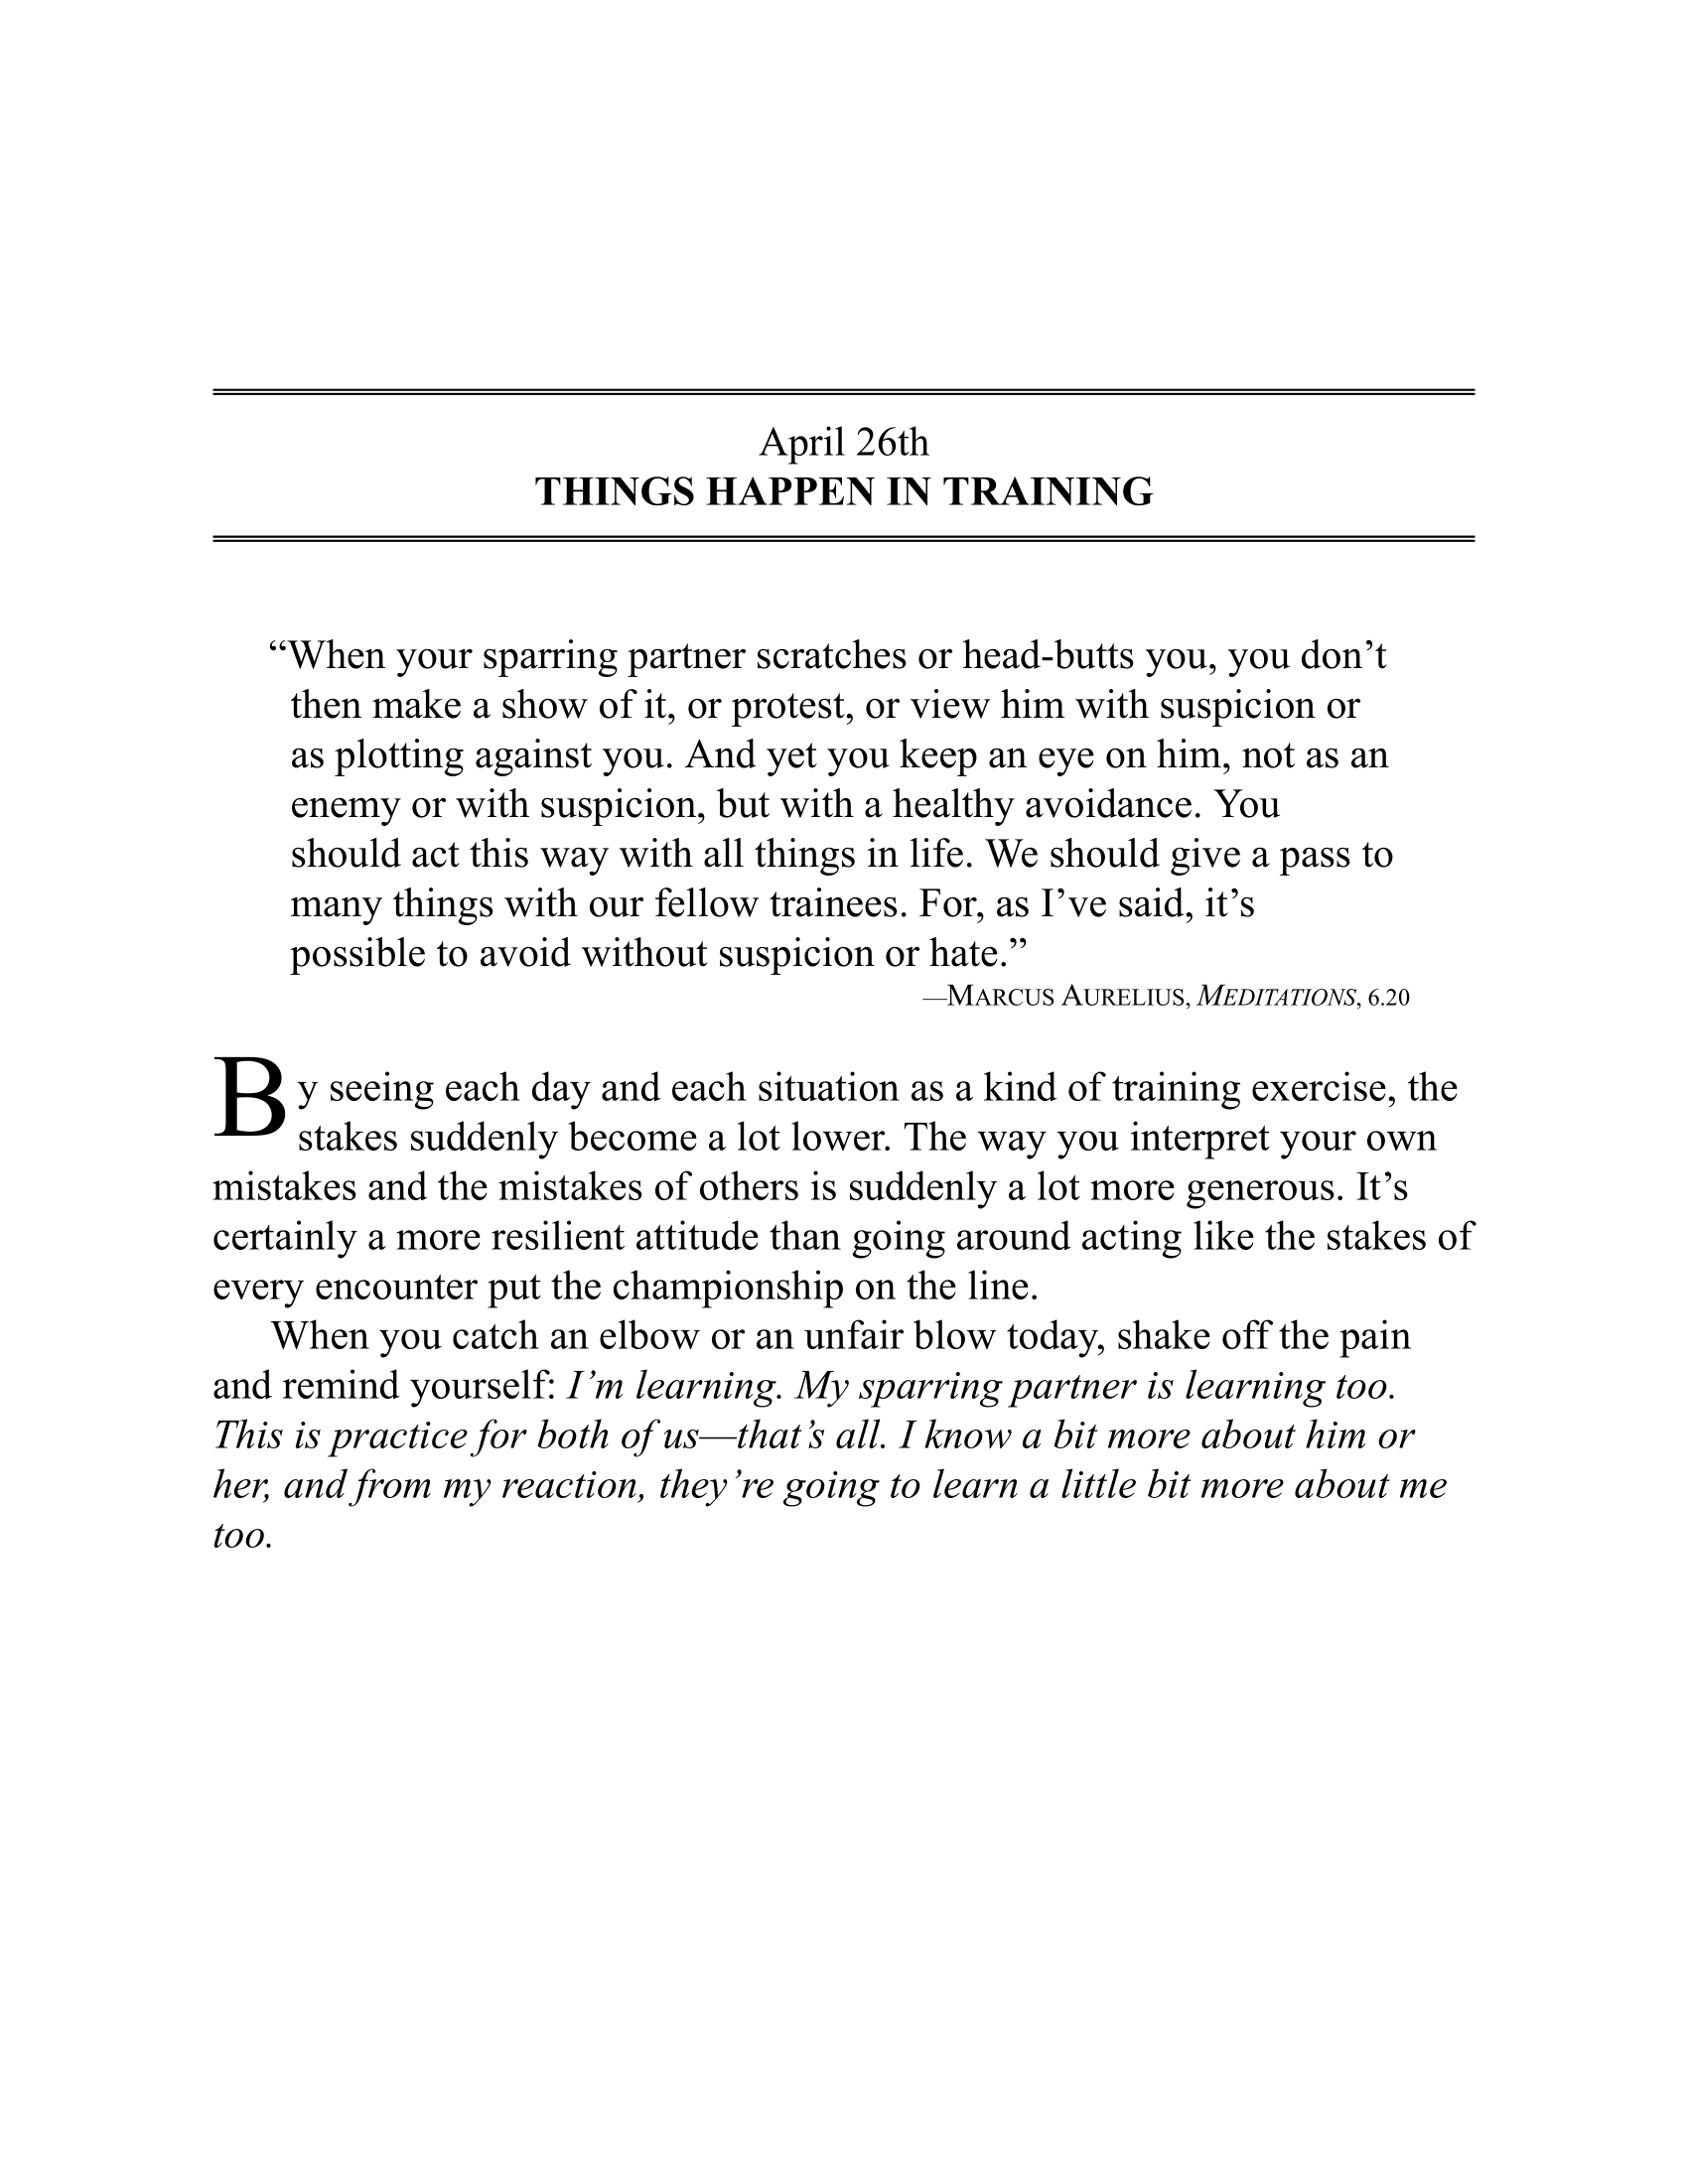 April 26th
THINGS HAPPEN IN TRAINING
“When your sparring partner scratches or head-butts you, you don’t
then make a show of it, or protest, or view him with suspicion or
as plotting against you. And yet you keep an eye on him, not as an
enemy or with suspicion, but with a healthy avoidance. You
should act this way with all things in life. We should give a pass to
many things with our fellow trainees. For, as I’ve said, it’s
possible to avoid without suspicion or hate.”
—MARCUS AURELIUS, MEDITATIONS, 6.20
By seeing each day and each situation as a kind of training exercise, the
stakes suddenly become a lot lower. The way you interpret your own
mistakes and the mistakes of others is suddenly a lot more generous. It’s
certainly a more resilient attitude than going around acting like the stakes of
every encounter put the championship on the line.
When you catch an elbow or an unfair blow today, shake off the pain
and remind yourself: I’m learning. My sparring partner is learning too.
This is practice for both of us—that’s all. I know a bit more about him or
her, and from my reaction, they’re going to learn a little bit more about me
too.